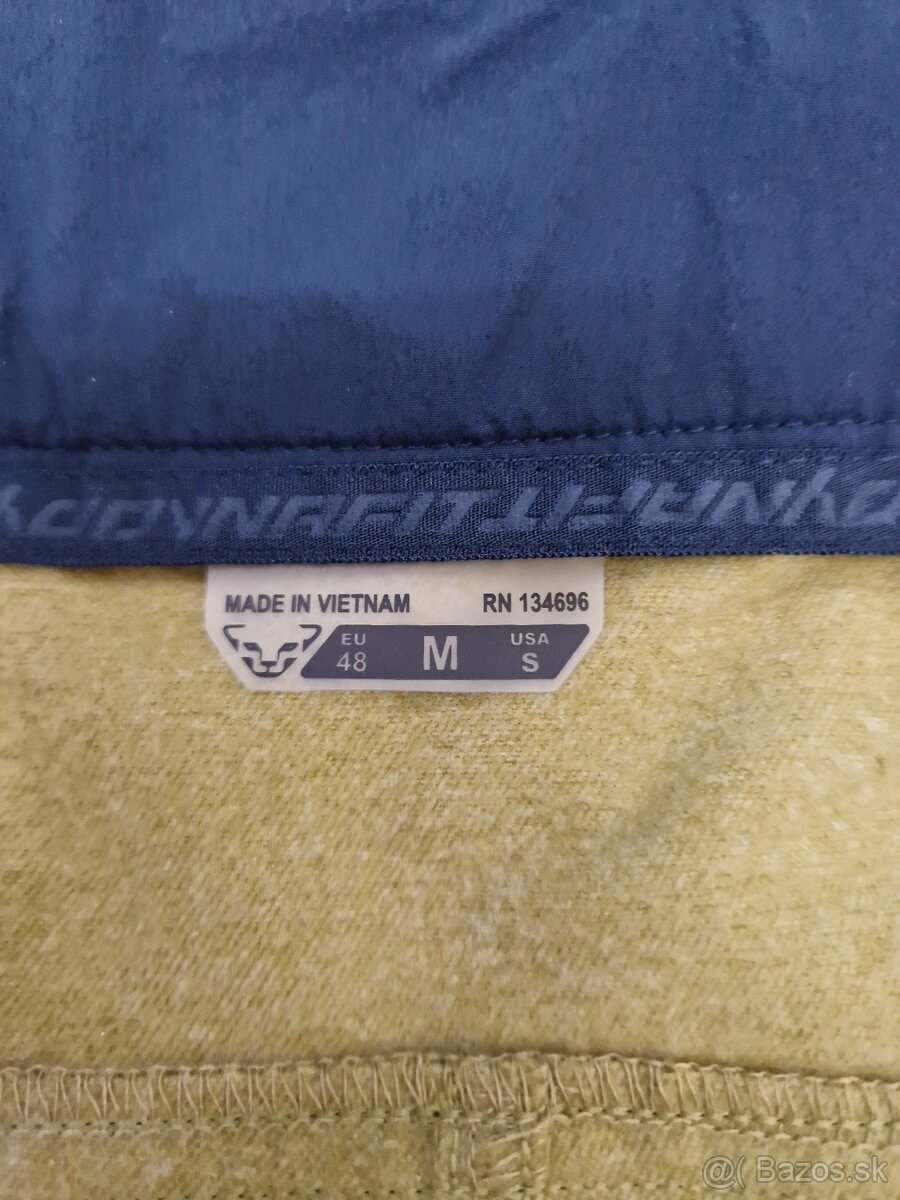 DYNAFIT
MADE IN VIETNAM RN 134696
EU 48 M USA S
@( Bazos.sk